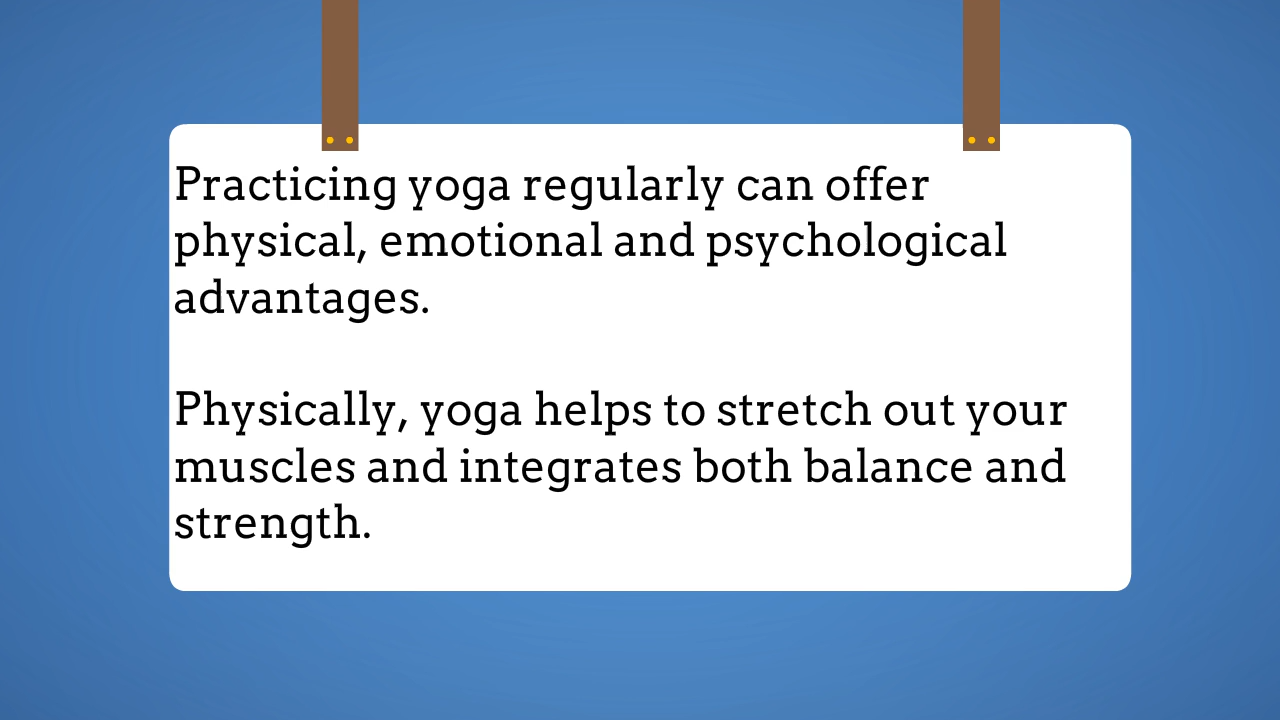 Practicing yoga regularly can offer
physical, emotional and psychological
advantages.
Physically, yoga helps to stretch out your
muscles and integrates both balance and
strength.